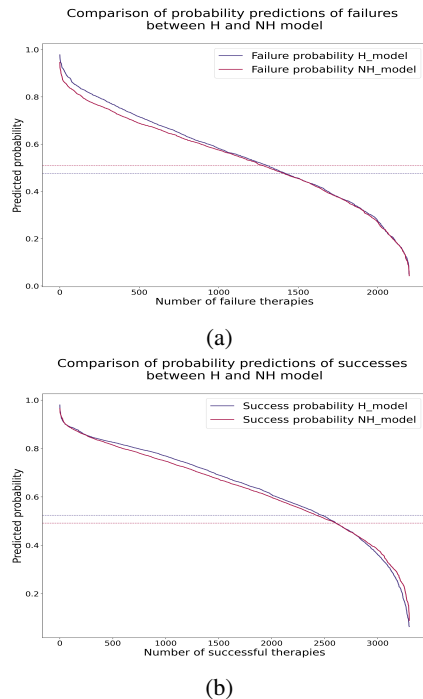 Comparison of probability predictions of failures
between H and NH model
Failure probability H_model
Failure probability NH_model
1.0
0.8
0.6
0.4
0.2
0.0
Predicted probability
0
500
1000
1500
2000
Number of failure therapies
(a)
Comparison of probability predictions of successes
between H and NH model
Success probability H_model
Success probability NH_model
1.0
0.8
0.6
0.4
0.2
Predicted probability
0
500
1000
1500
2000
2500
3000
Number of successful therapies
(b)